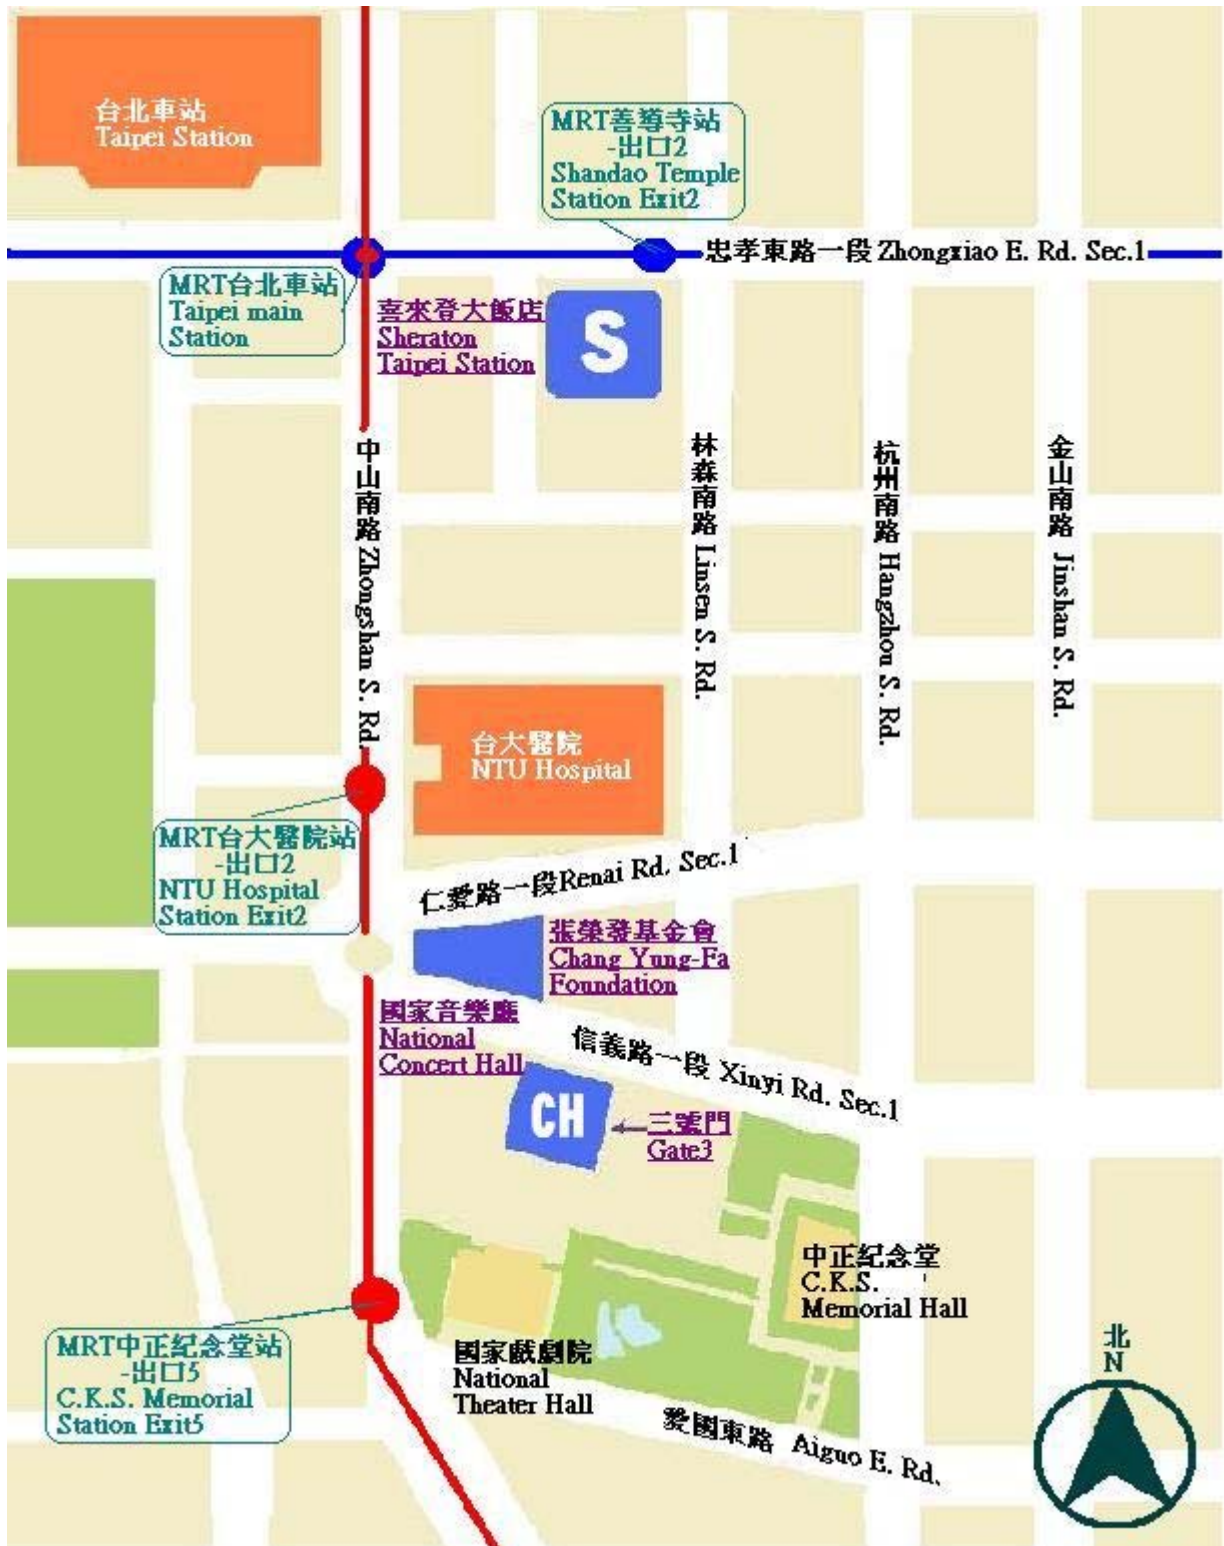 台北車站
Taipei Station
MRT善導寺站
-出口2
Shandao Temple
Station Exit2
忠孝東路一段 Zhongxiao E. Rd. Sec.1
MRT台北車站
Taipei main
Station
喜來登大飯店
Sheraton
Taipei Station
S
中山南路 Zhongshan S. Rd.
林森南路 Linsen S. Rd.
杭州南路 Hangzhou S. Rd.
金山南路 Jinshan S. Rd.
台大醫院
NTU Hospital
MRT台大醫院站
-出口2
NTU Hospital
Station Exit2
仁愛路一段Renai Rd. Sec.1
張榮發基金會
Chang Yung-Fa
Foundation
國家音樂廳
National
Concert Hall
信義路一段 Xinyi Rd. Sec.1
CH
三號門
Gate3
中正紀念堂
C.K.S.
Memorial Hall
MRT中正紀念堂站
-出口5
C.K.S. Memorial
Station Exit5
國家戲劇院
National
Theater Hall
愛國東路 Aiguo E. Rd.
北
N